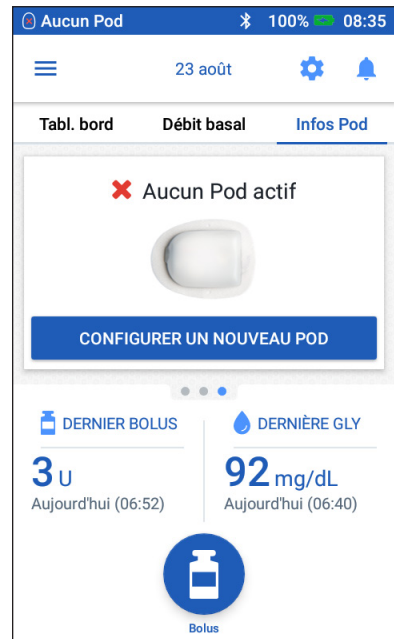 Aucun Pod 100% 08:35
23 août
Tabl. bord Débit basal Infos Pod
Aucun Pod actif
CONFIGURER UN NOUVEAU POD
DERNIER BOLUS DERNIÈRE GLY
3 U 92 mg/dL
Aujourd'hui (06:52) Aujourd'hui (06:40)
Bolus